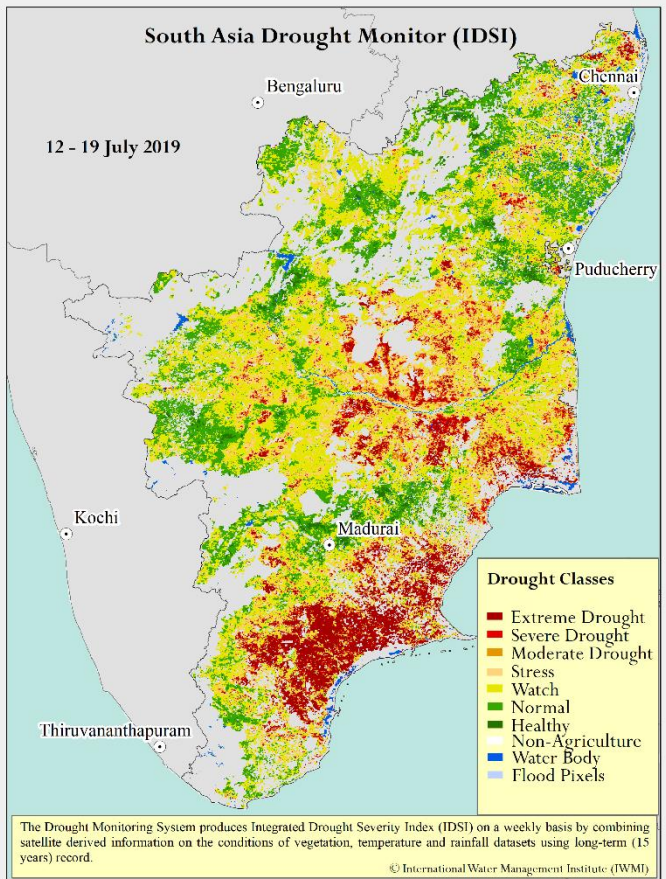 South Asia Drought Monitor (IDSI)
Chennai
Bengaluru
12 - 19 July 2019
Puducherry
Kochi
Madurai
Drought Classes
Extreme Drought
Severe Drought
Moderate Drought
Stress
Watch
Normal
Healthy
Non-Agriculture
Water Body
Flood Pixels
Thiruvananthapuram
The Drought Monitoring System produces Integrated Drought Severity Index (IDSI) on a weekly basis by combining
satellite derived information on the conditions of vegetation, temperature and rainfall datasets using long-term (15
years) record.
© International Water Management Institute (IWMI)